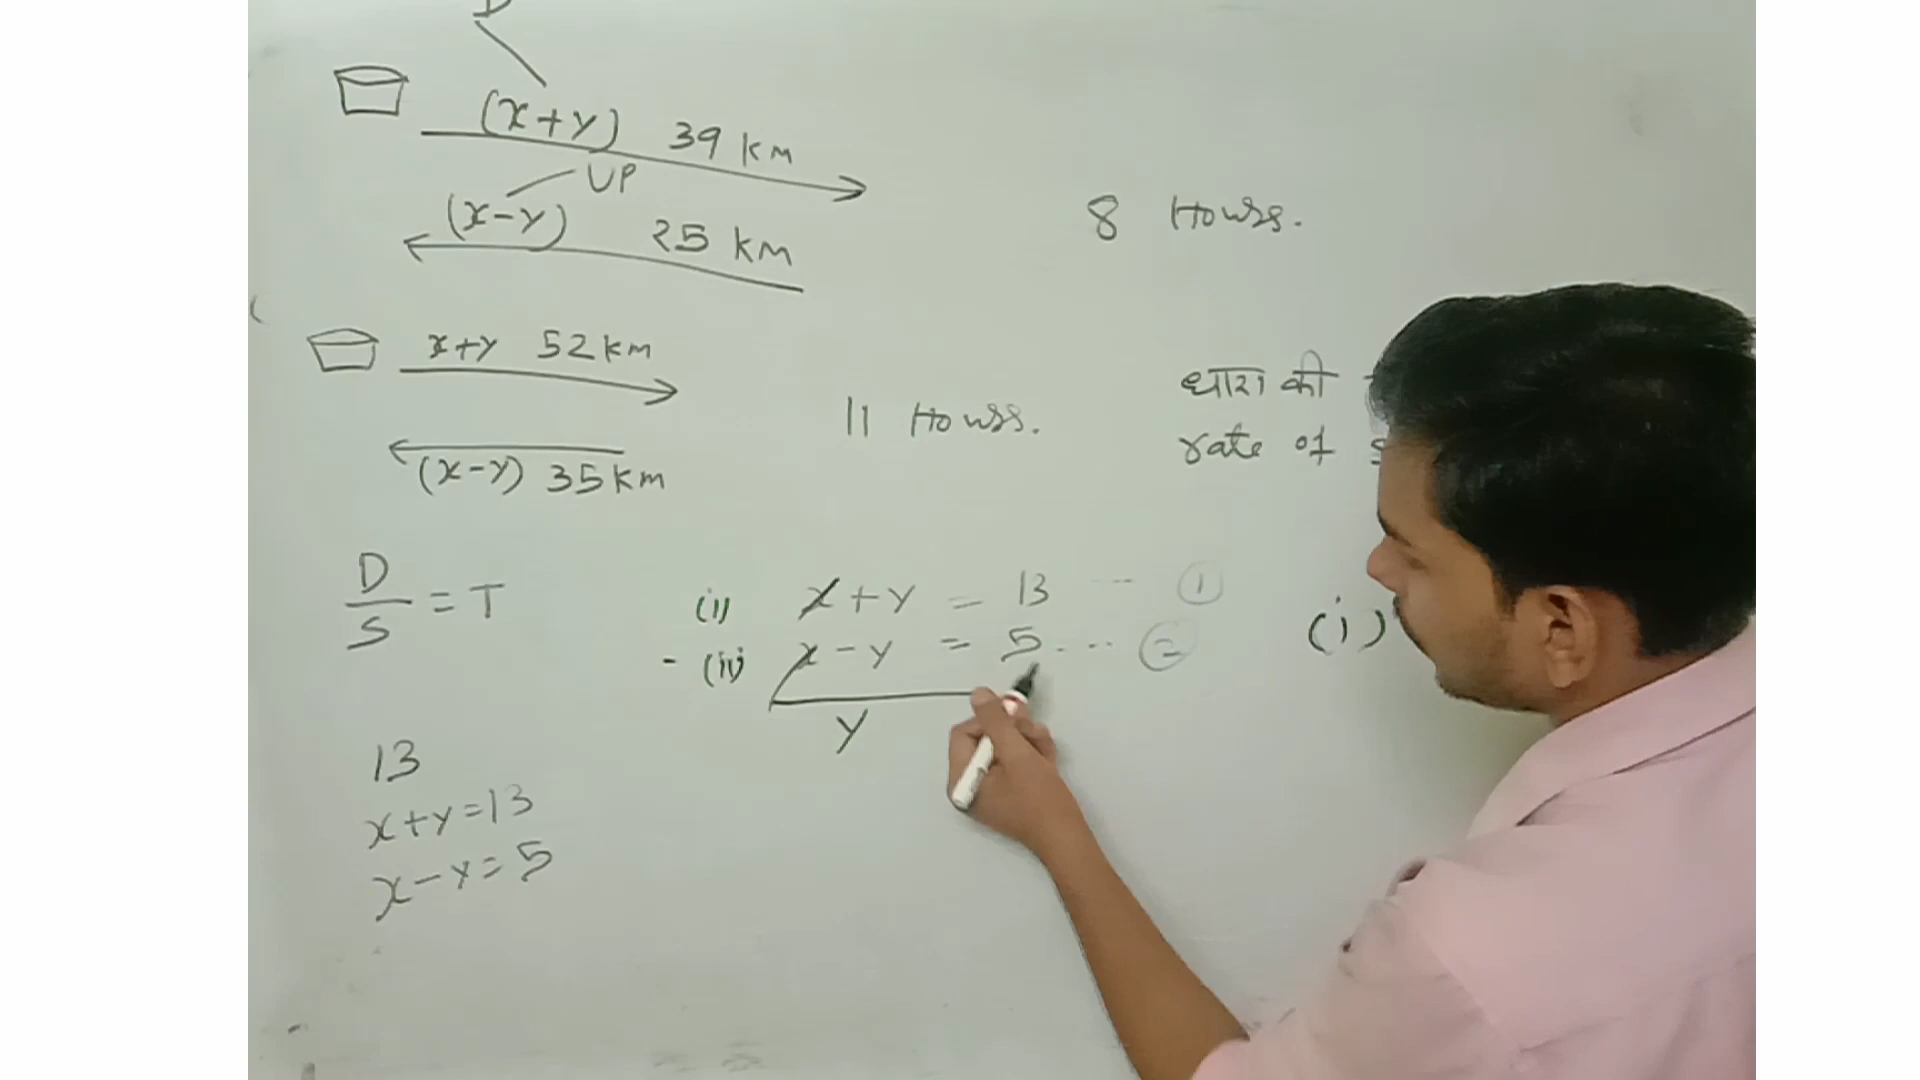 D
(x+y) 39 km
UP
(x-y) 25 km
8 Hours.
x+y 52 km
11 Hours.
(x-y) 35 km
धारा की
rate of
D/S = T
(i) x+y = 13 --- ①
- (ii) x-y = 5 --- ②
y
(i)
13
x+y=13
x-y=5